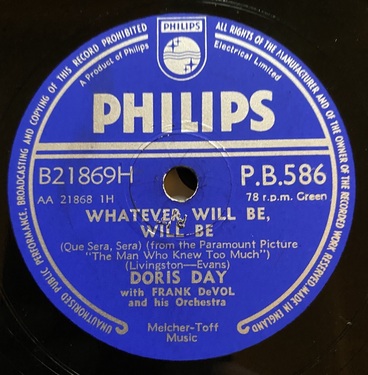 UNAUTHORISED PUBLIC PERFORMANCE, BROADCASTING AND COPYING OF THIS RECORD PROHIBITED
ALL RIGHTS OF THE MANUFACTURER AND OF THE OWNER OF THE RECORDED WORK RESERVED. MADE IN ENGLAND
PHILIPS
A Product of Philips
Electrical Limited
PHILIPS
B21869H
P.B.586
AA 21868 1H
78 r.p.m. Green
WHATEVER WILL BE,
WILL BE
(Que Sera, Sera) (from the Paramount Picture
"The Man Who Knew Too Much")
(Livingston—Evans)
DORIS DAY
with FRANK DeVOL
and his Orchestra
Melcher-Toff
Music